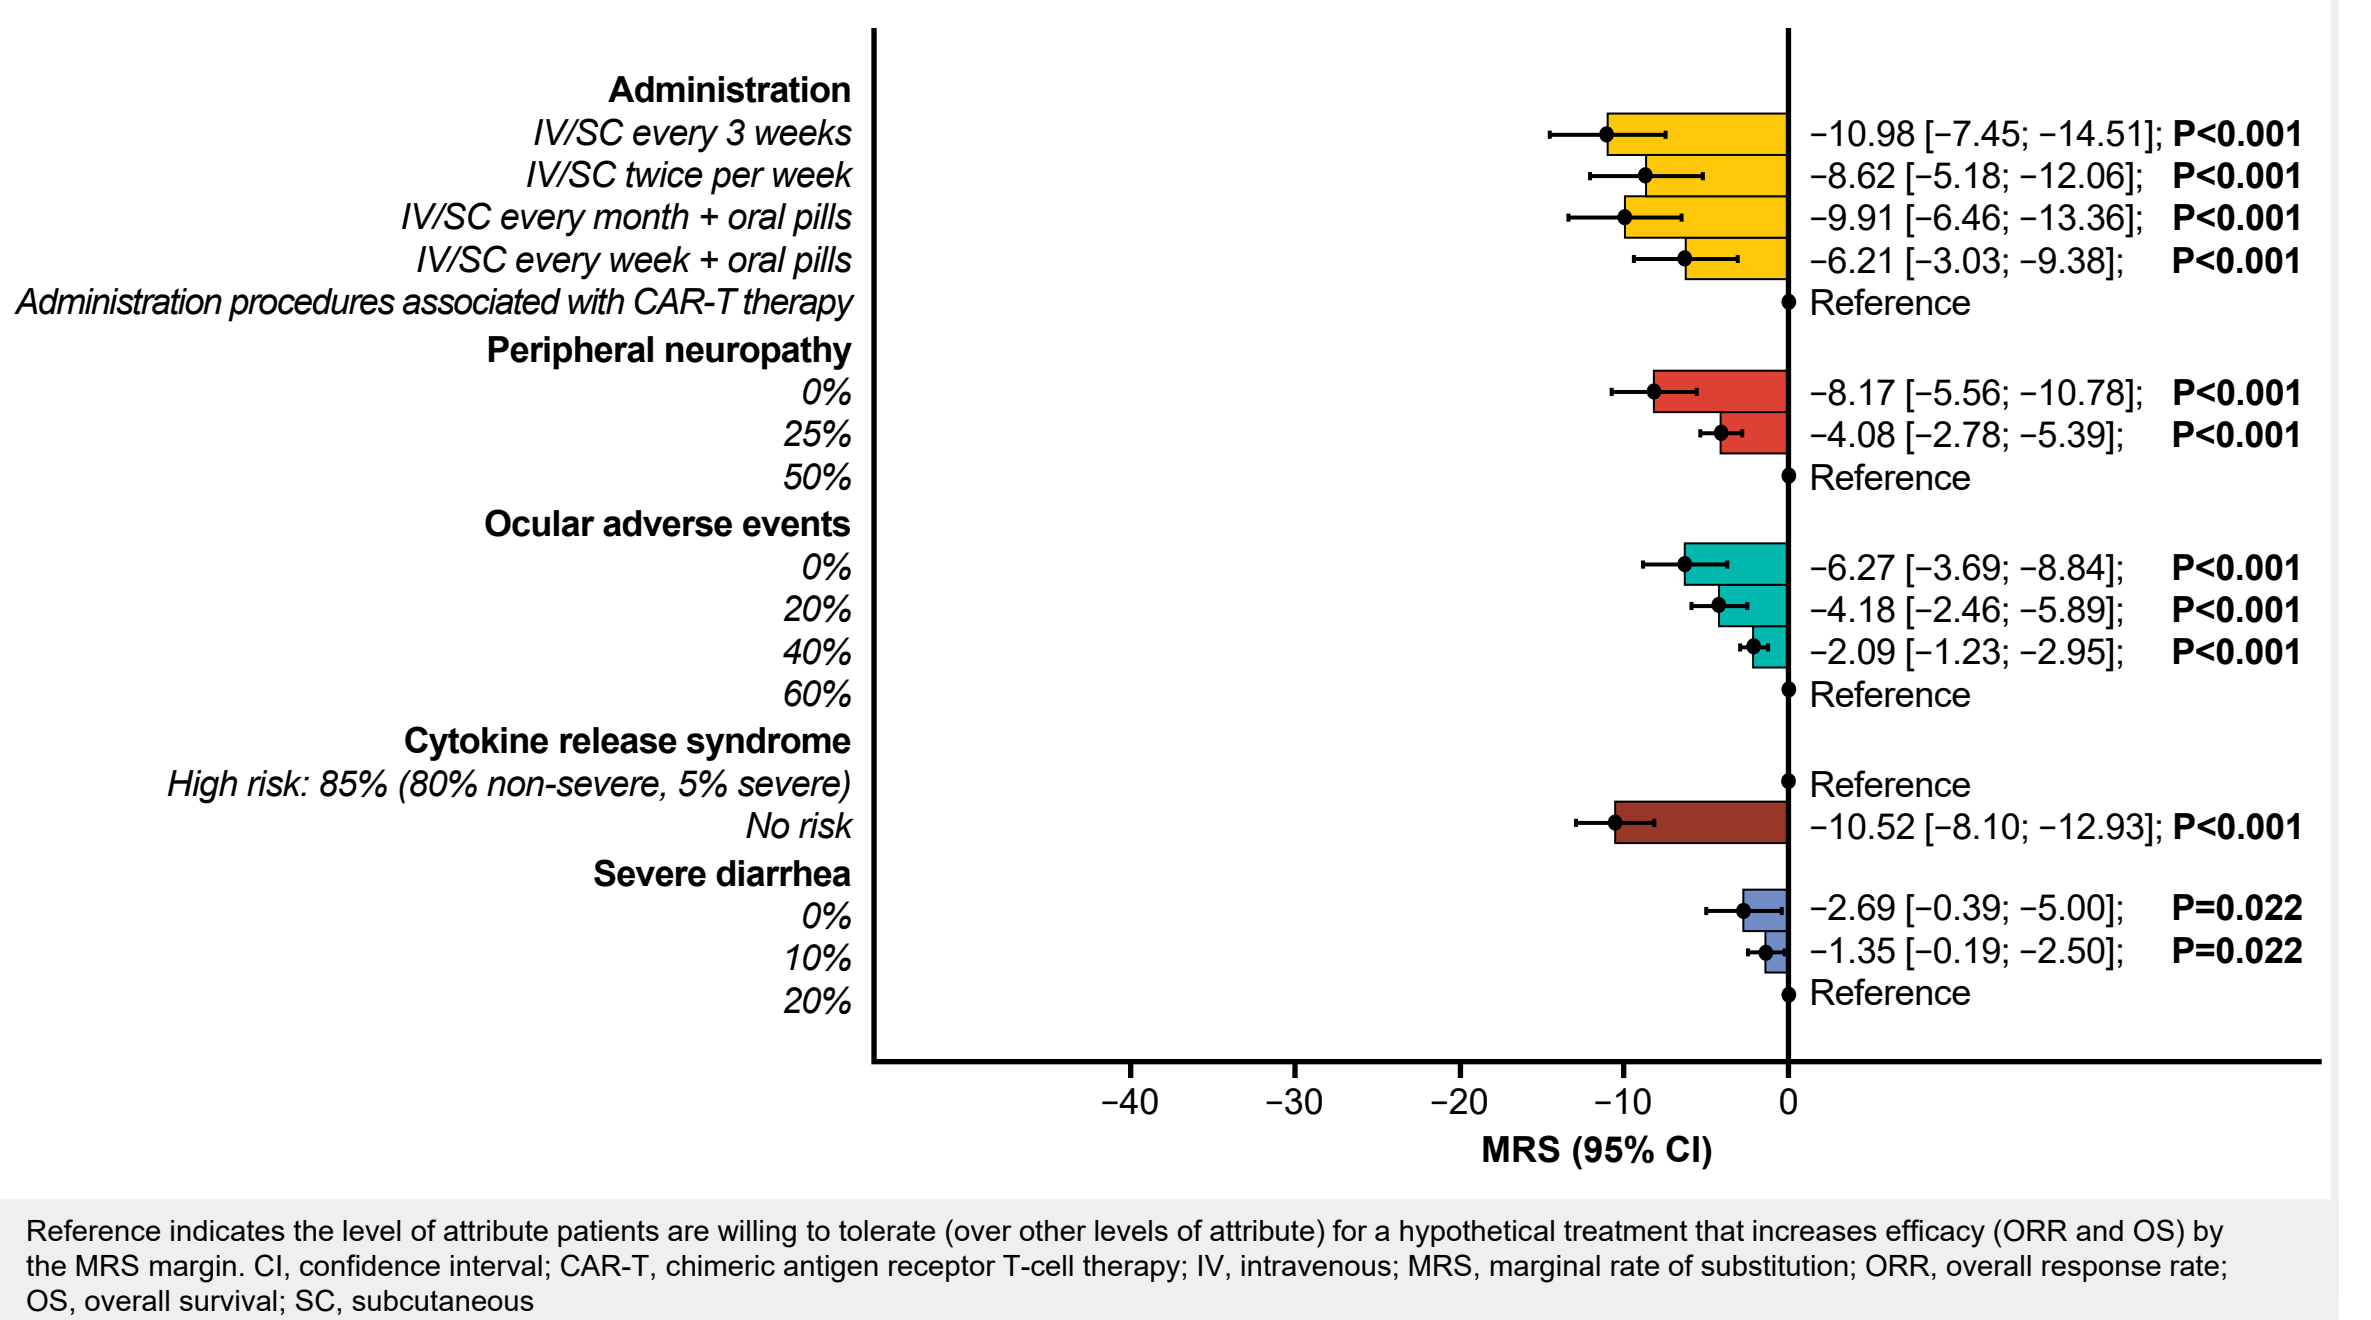 Administration
IV/SC every 3 weeks −10.98 [−7.45; −14.51]; P<0.001
IV/SC twice per week −8.62 [−5.18; −12.06]; P<0.001
IV/SC every month + oral pills −9.91 [−6.46; −13.36]; P<0.001
IV/SC every week + oral pills −6.21 [−3.03; −9.38]; P<0.001
Administration procedures associated with CAR-T therapy Reference
Peripheral neuropathy
0% −8.17 [−5.56; −10.78]; P<0.001
25% −4.08 [−2.78; −5.39]; P<0.001
50% Reference
Ocular adverse events
0% −6.27 [−3.69; −8.84]; P<0.001
20% −4.18 [−2.46; −5.89]; P<0.001
40% −2.09 [−1.23; −2.95]; P<0.001
60% Reference
Cytokine release syndrome
High risk: 85% (80% non-severe, 5% severe) Reference
No risk −10.52 [−8.10; −12.93]; P<0.001
Severe diarrhea
0% −2.69 [−0.39; −5.00]; P=0.022
10% −1.35 [−0.19; −2.50]; P=0.022
20% Reference
−40 −30 −20 −10 0
MRS (95% CI)
Reference indicates the level of attribute patients are willing to tolerate (over other levels of attribute) for a hypothetical treatment that increases efficacy (ORR and OS) by
the MRS margin. CI, confidence interval; CAR-T, chimeric antigen receptor T-cell therapy; IV, intravenous; MRS, marginal rate of substitution; ORR, overall response rate;
OS, overall survival; SC, subcutaneous